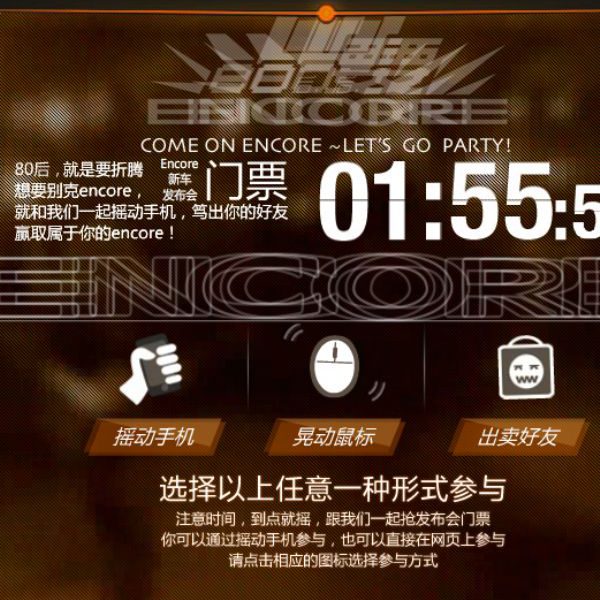 ENCORE
COME ON ENCORE ~LET'S GO PARTY!
80后，就是要折腾
想要别克encore，
Encore
新车
发布会
门票
就和我们一起摇动手机，笃出你的好友
赢取属于你的encore！
01:55:5
ENCORE
摇动手机
晃动鼠标
出卖好友
选择以上任意一种形式参与
注意时间，到点就摇，跟我们一起抢发布会门票
你可以通过摇动手机参与，也可以直接在网页上参与
请点击相应的图标选择参与方式